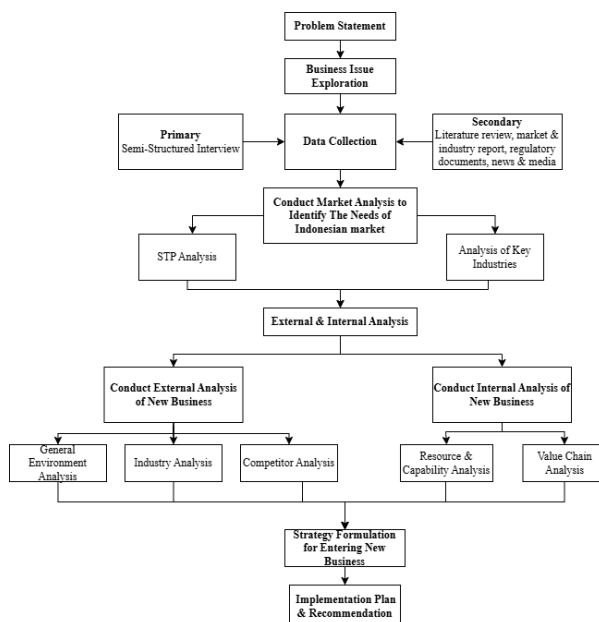 Problem Statement
Business Issue
Exploration
Primary
Semi-Structured Interview
Data Collection
Secondary
Literature review, market &
industry report, regulatory
documents, news & media
Conduct Market Analysis to
Identify The Needs of
Indonesian market
STP Analysis
Analysis of Key
Industries
External & Internal Analysis
Conduct External Analysis
of New Business
Conduct Internal Analysis of
New Business
General
Environment
Analysis
Industry Analysis
Competitor Analysis
Resource &
Capability Analysis
Value Chain
Analysis
Strategy Formulation
for Entering New
Business
Implementation Plan
& Recommendation